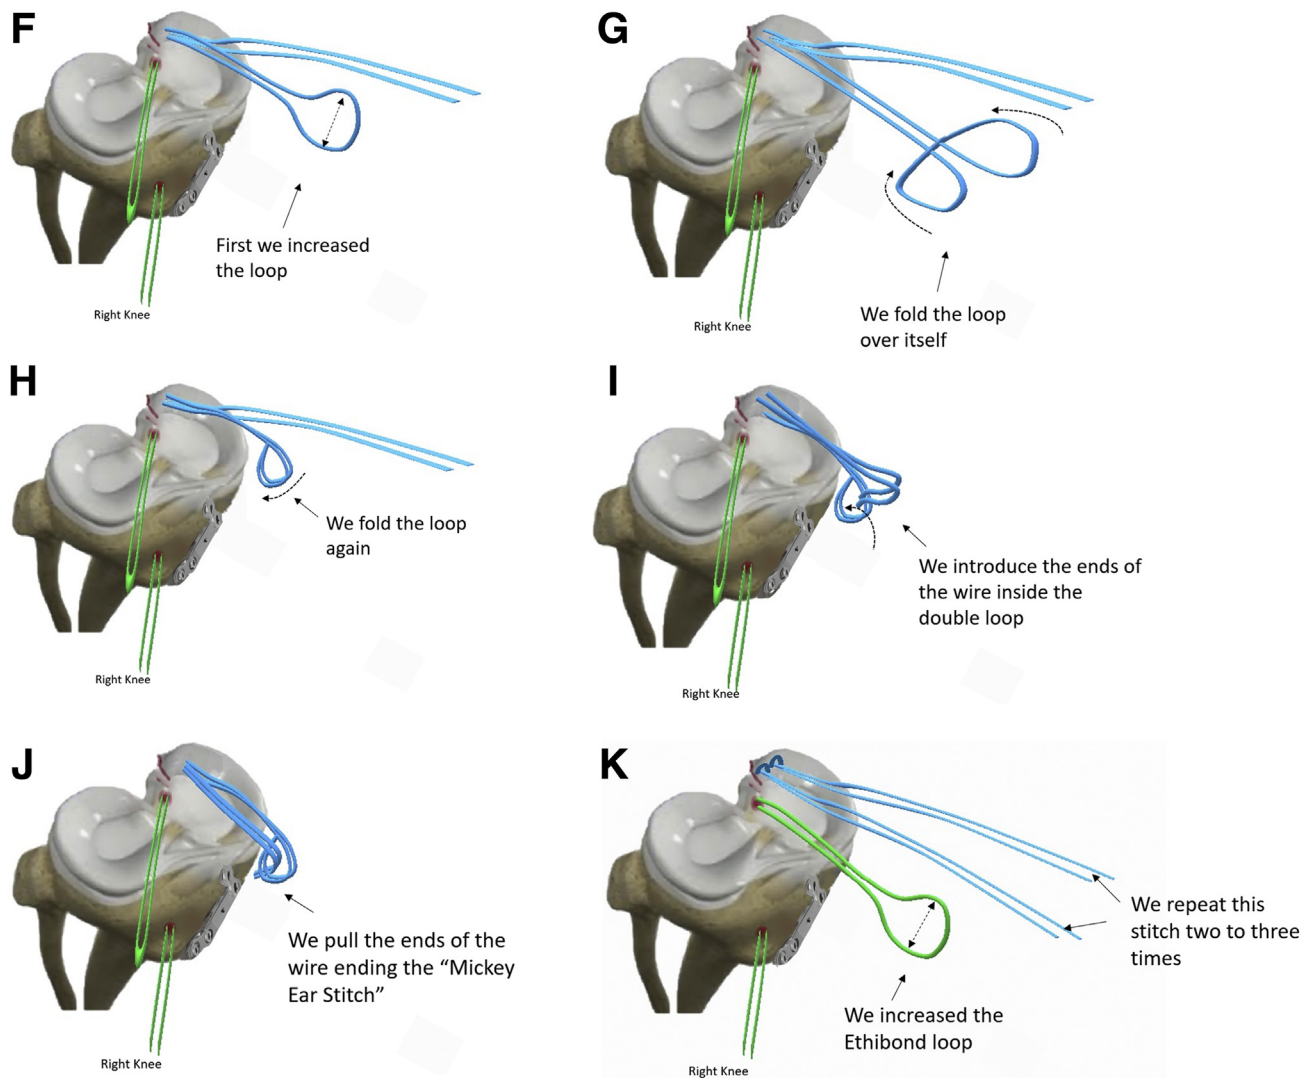 F
First we increased
the loop
Right Knee
G
We fold the loop
over itself
Right Knee
H
We fold the loop
again
Right Knee
I
We introduce the ends of
the wire inside the
double loop
Right Knee
J
We pull the ends of the
wire ending the “Mickey
Ear Stitch”
Right Knee
K
We repeat this
stitch two to three
times
We increased the
Ethibond loop
Right Knee